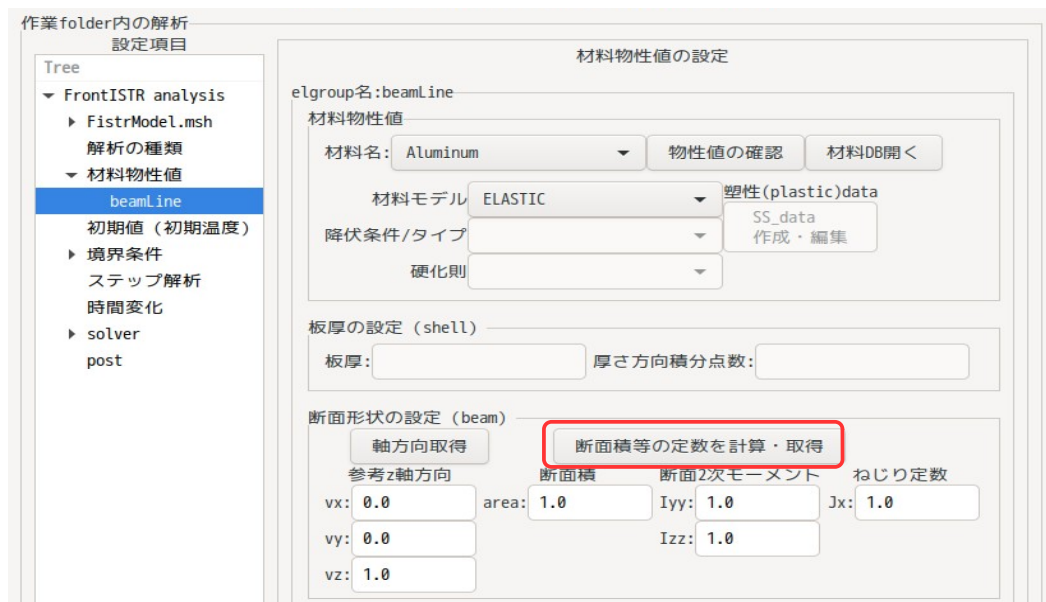 作業folder内の解析
設定項目
Tree
FrontISTR analysis
FistrModel.msh
解析の種類
材料物性値
beamLine
初期値（初期温度）
境界条件
ステップ解析
時間変化
solver
post
材料物性値の設定
elgroup名:beamLine
材料物性値
材料名: Aluminum 物性値の確認 材料DB開く
材料モデル ELASTIC 塑性(plastic)data
降伏条件/タイプ SS_data
作成・編集
硬化則
板厚の設定 (shell)
板厚: 厚さ方向積分点数:
断面形状の設定 (beam)
軸方向取得 断面積等の定数を計算・取得
参考z軸方向 断面積 断面2次モーメント ねじり定数
vx: 0.0 area: 1.0 Iyy: 1.0 Jx: 1.0
vy: 0.0 Izz: 1.0
vz: 1.0